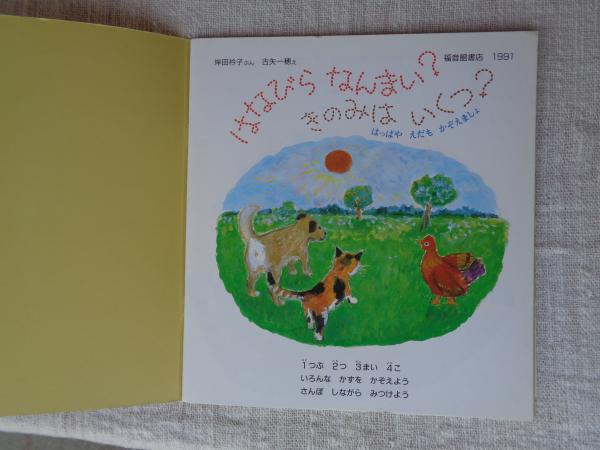 岸田衿子ぶん 古矢一穂え 福音館書店 1991
はなびら なんまい?
きのみは いくつ?
はっぱや えだも かぞえましょ
1つぶ 2つ 3まい 4こ
いろんな かずを かぞえよう
さんぽ しながら みつけよう